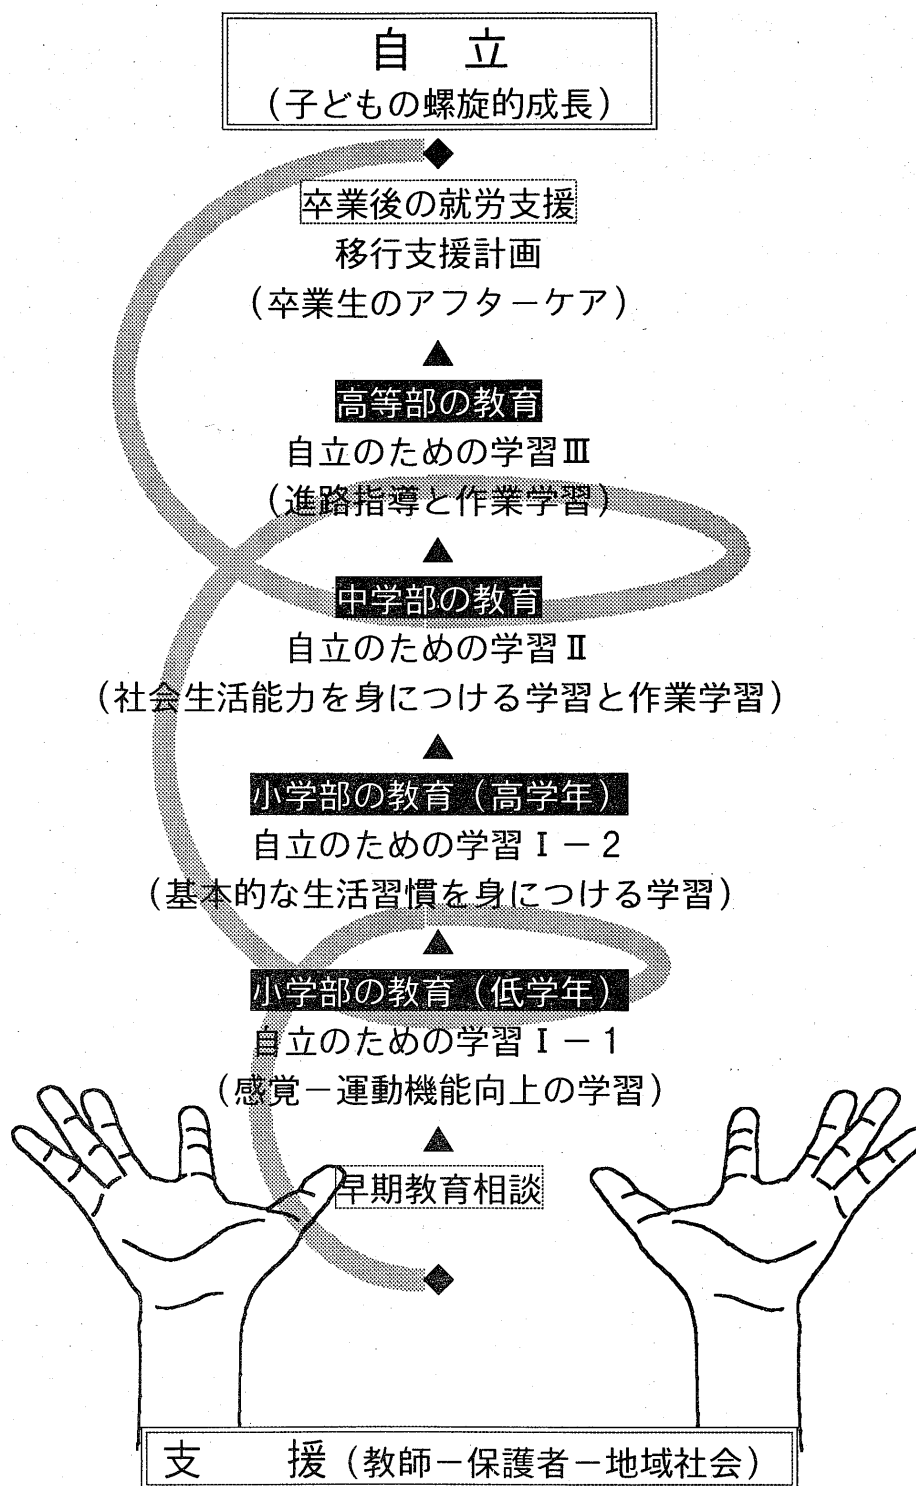 自　立
（子どもの螺旋的成長）
卒業後の就労支援
移行支援計画
（卒業生のアフターケア）
高等部の教育
自立のための学習Ⅲ
（進路指導と作業学習）
中学部の教育
自立のための学習Ⅱ
（社会生活能力を身につける学習と作業学習）
小学部の教育（高学年）
自立のための学習Ⅰ－２
（基本的な生活習慣を身につける学習）
小学部の教育（低学年）
自立のための学習Ⅰ－１
（感覚－運動機能向上の学習）
早期教育相談
支　　援（教師－保護者－地域社会）